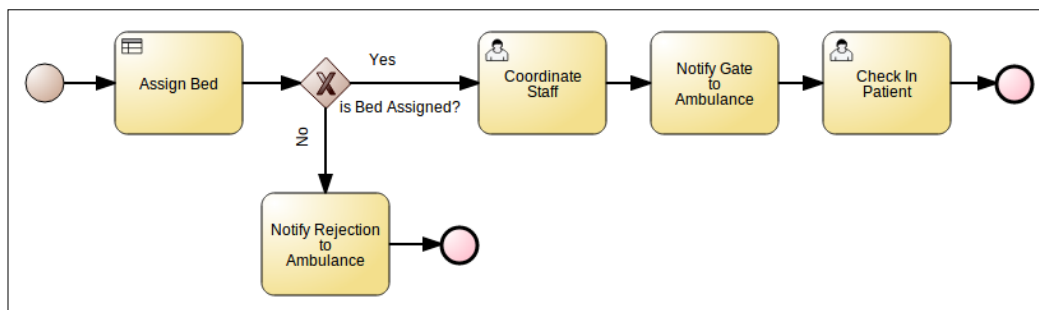 Assign Bed
Yes
is Bed Assigned?
No
Coordinate
Staff
Notify Gate
to
Ambulance
Check In
Patient
Notify Rejection
to
Ambulance